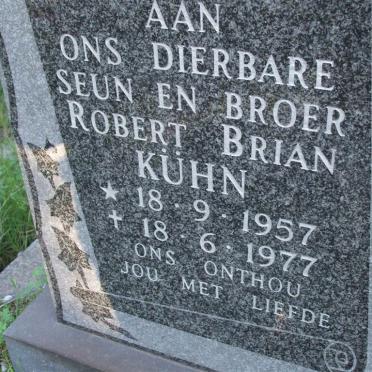 AAN
ONS DIERBARE
SEUN EN BROER
ROBERT BRIAN
KÜHN
* 18 · 9 · 1957
† 18 · 6 · 1977
ONS ONTHOU
JOU MET LIEFDE